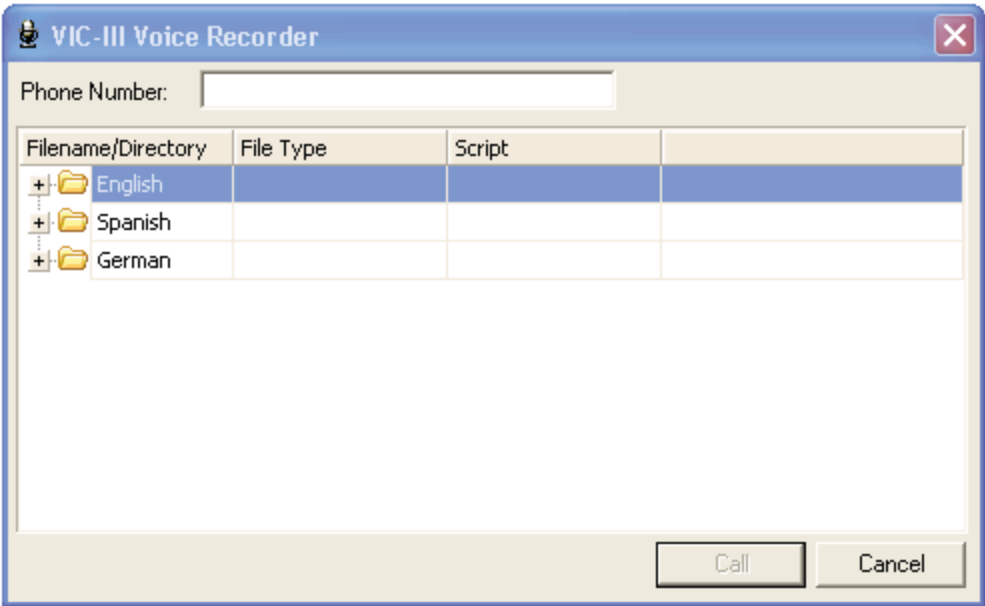 VIC-III Voice Recorder
Phone Number:
Filename/Directory File Type Script
English
Spanish
German
Call Cancel